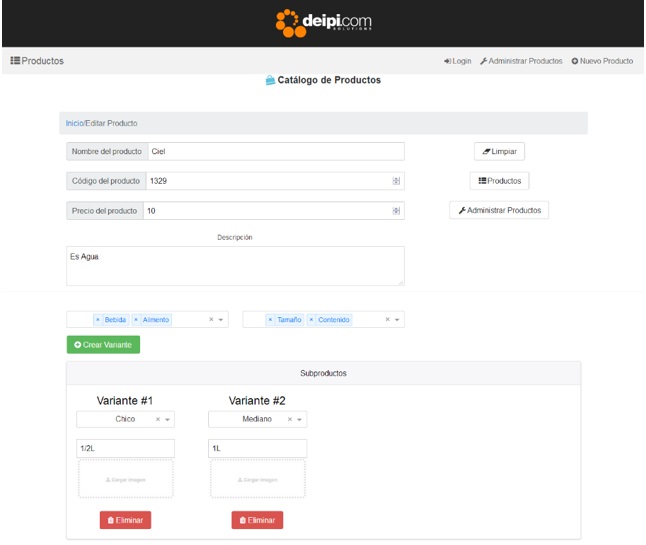 deipi.com
SOLUTIONS
Productos
Login Administrar Productos Nuevo Producto
Catálogo de Productos
Inicio/Editar Producto
Nombre del producto Ciel Limpiar
Código del producto 1329 Productos
Precio del producto 10 Administrar Productos
Descripción
Es Agua
× Bebida × Alimento × × Tamaño × Contenido ×
Crear Variante
Subproductos
Variante #1 Variante #2
Chico × Mediano ×
1/2L 1L
Cargar Imagen Cargar Imagen
Eliminar Eliminar